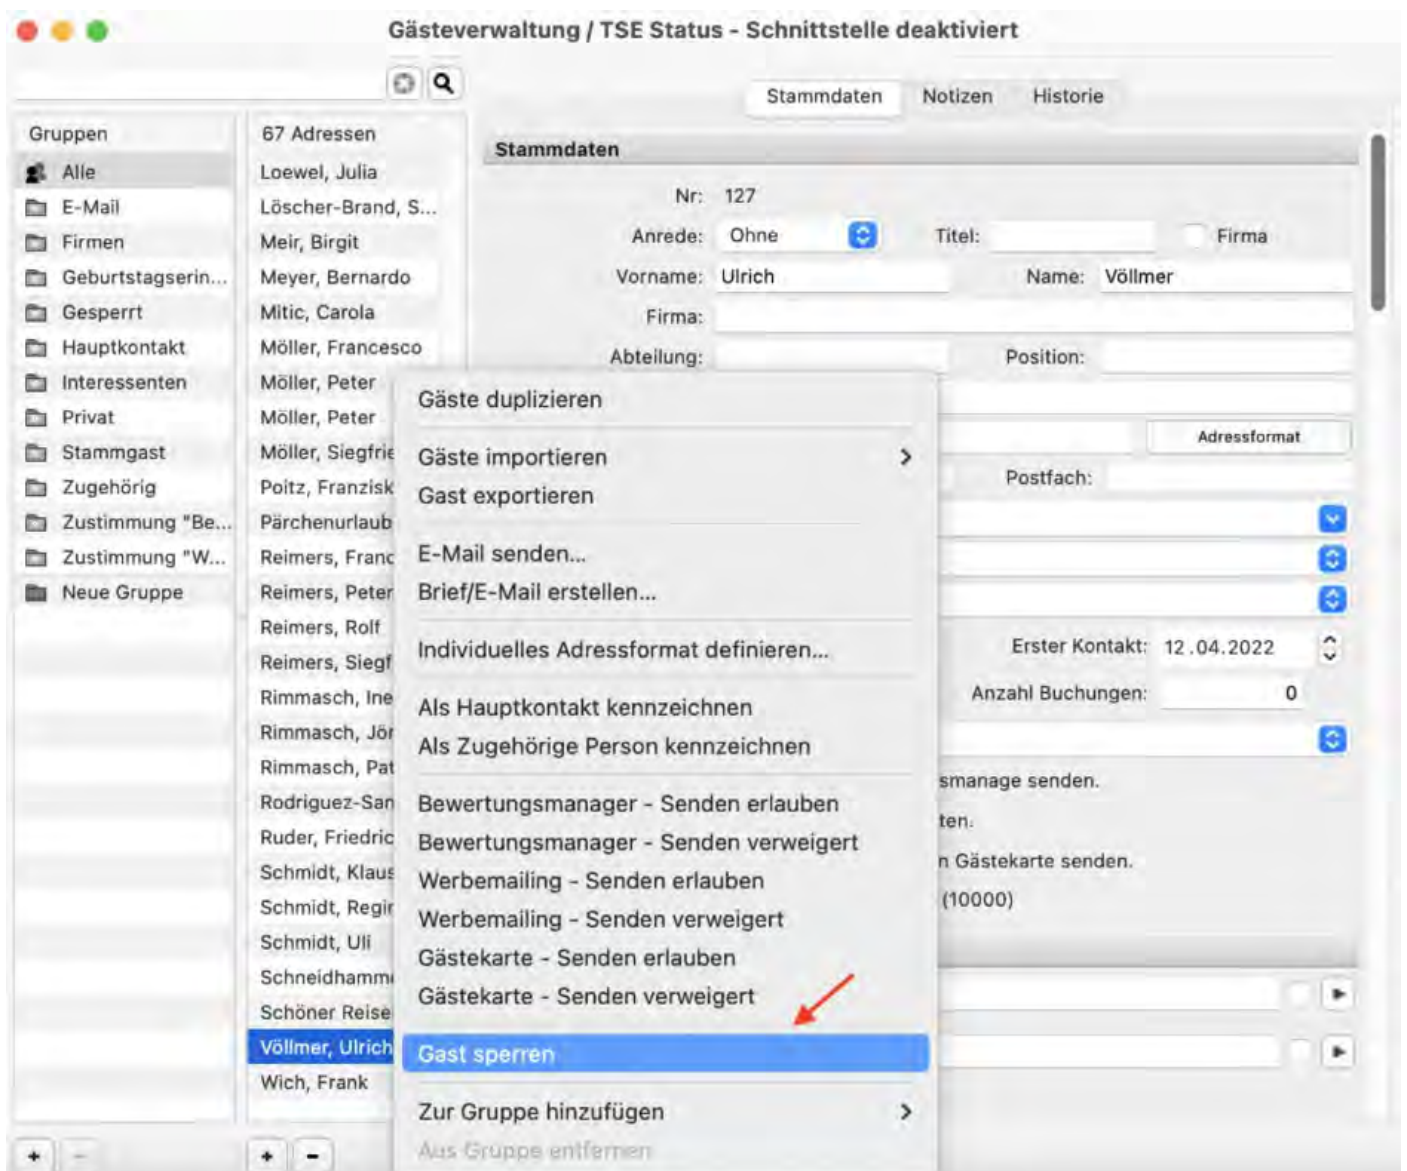 Gästeverwaltung / TSE Status - Schnittstelle deaktiviert
Stammdaten Notizen Historie
Gruppen
Alle
E-Mail
Firmen
Geburtstagserin...
Gesperrt
Hauptkontakt
Interessenten
Privat
Stammgast
Zugehörig
Zustimmung "Be...
Zustimmung "W...
Neue Gruppe
67 Adressen
Loewel, Julia
Löscher-Brand, S...
Meir, Birgit
Meyer, Bernardo
Mitic, Carola
Möller, Francesco
Möller, Peter
Möller, Peter
Möller, Siegfrie
Poitz, Franzisk
Pärchenurlaub
Reimers, Franc
Reimers, Peter
Reimers, Rolf
Reimers, Siegf
Rimmasch, Ine
Rimmasch, Jör
Rimmasch, Pat
Rodriguez-San
Ruder, Friedric
Schmidt, Klaus
Schmidt, Regin
Schmidt, Uli
Schneidhamme
Schöner Reise
Völlmer, Ulrich
Wich, Frank
Stammdaten
Nr: 127
Anrede: Ohne Titel: Firma
Vorname: Ulrich Name: Völlmer
Firma:
Abteilung: Position:
Adressformat
Postfach:
Erster Kontakt: 12.04.2022
Anzahl Buchungen: 0
smanage senden.
ten.
n Gästekarte senden.
(10000)
Gäste duplizieren
Gäste importieren
Gast exportieren
E-Mail senden...
Brief/E-Mail erstellen...
Individuelles Adressformat definieren...
Als Hauptkontakt kennzeichnen
Als Zugehörige Person kennzeichnen
Bewertungsmanager - Senden erlauben
Bewertungsmanager - Senden verweigert
Werbemailing - Senden erlauben
Werbemailing - Senden verweigert
Gästekarte - Senden erlauben
Gästekarte - Senden verweigert
Gast sperren
Zur Gruppe hinzufügen
Aus Gruppe entfernen